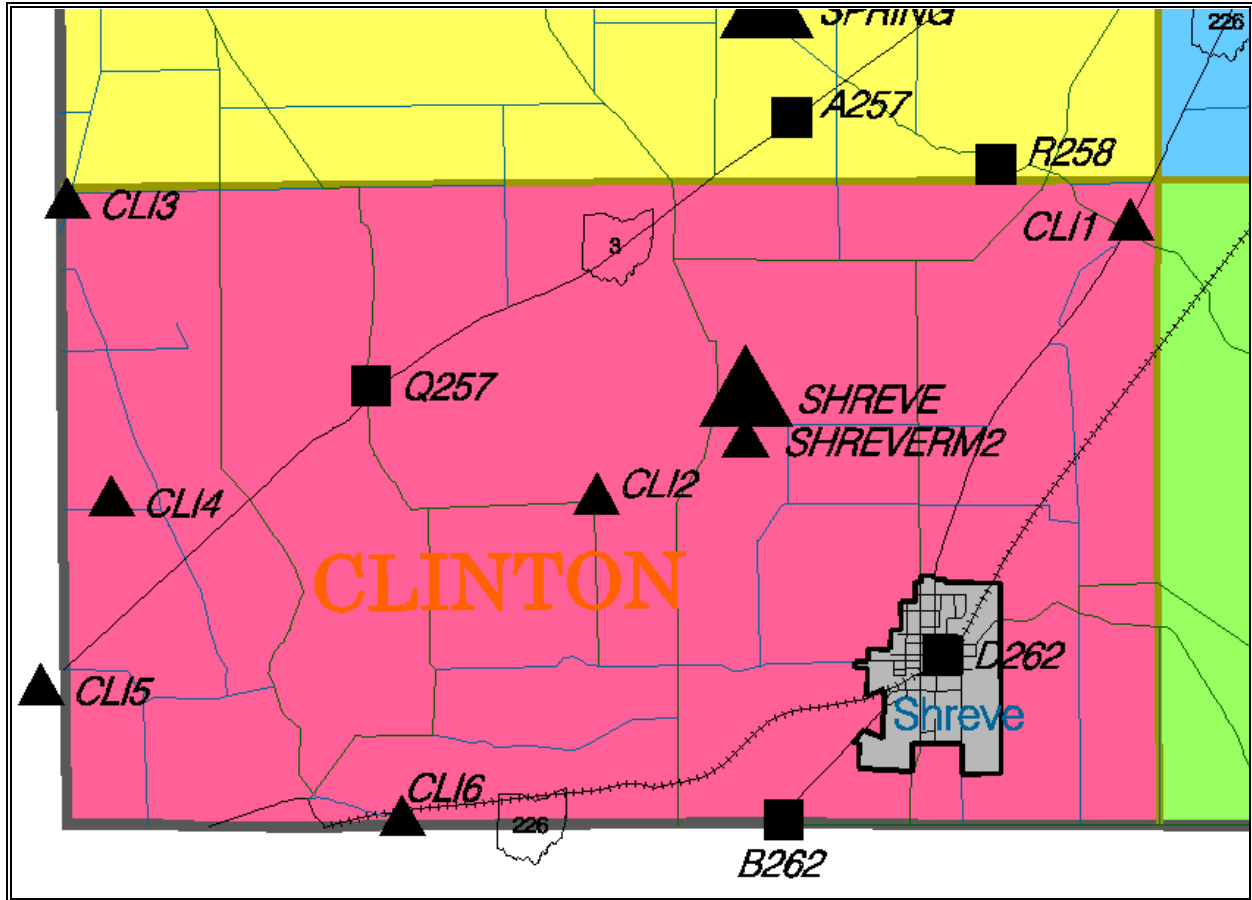 SPRING
226
A257
R258
CLI3
CLI1
3
Q257
SHREVE
SHREVERM2
CLI2
CLI4
CLINTON
D262
CLI5
Shreve
CLI6
226
B262